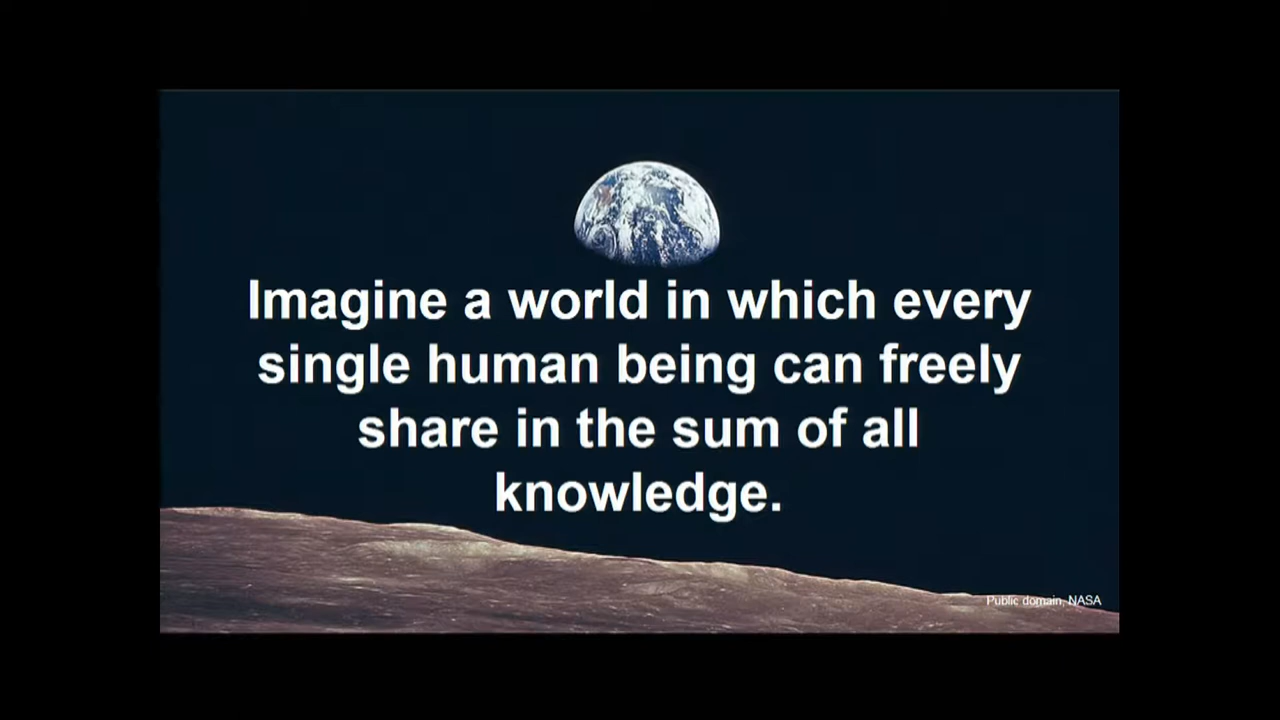 Imagine a world in which every
single human being can freely
share in the sum of all
knowledge.
Public domain, NASA